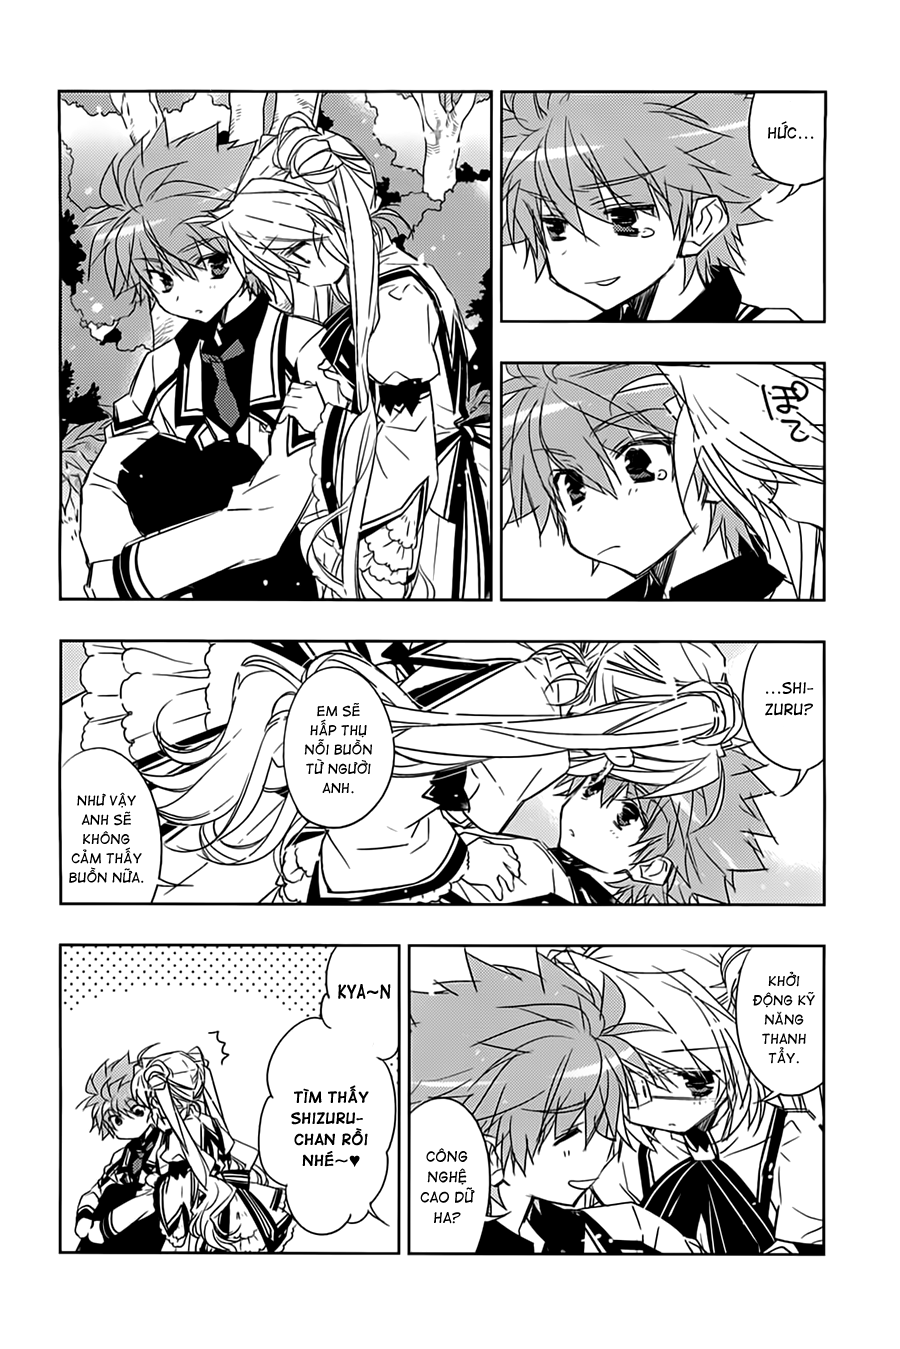 HỨC...
ぽて
...SHI-
ZURU?
EM SẼ
HẤP THỤ
NỖI BUỒN
TỪ NGƯỜI
ANH.
NHƯ VẬY
ANH SẼ
KHÔNG
CẢM THẤY
BUỒN NỮA.
KHỞI
ĐỘNG KỸ
NĂNG
THANH
TẨY.
CÔNG
NGHỆ
CAO DỮ
HA?
KYA~N
TÌM THẤY
SHIZURU-
CHAN RỒI
NHÉ~♥